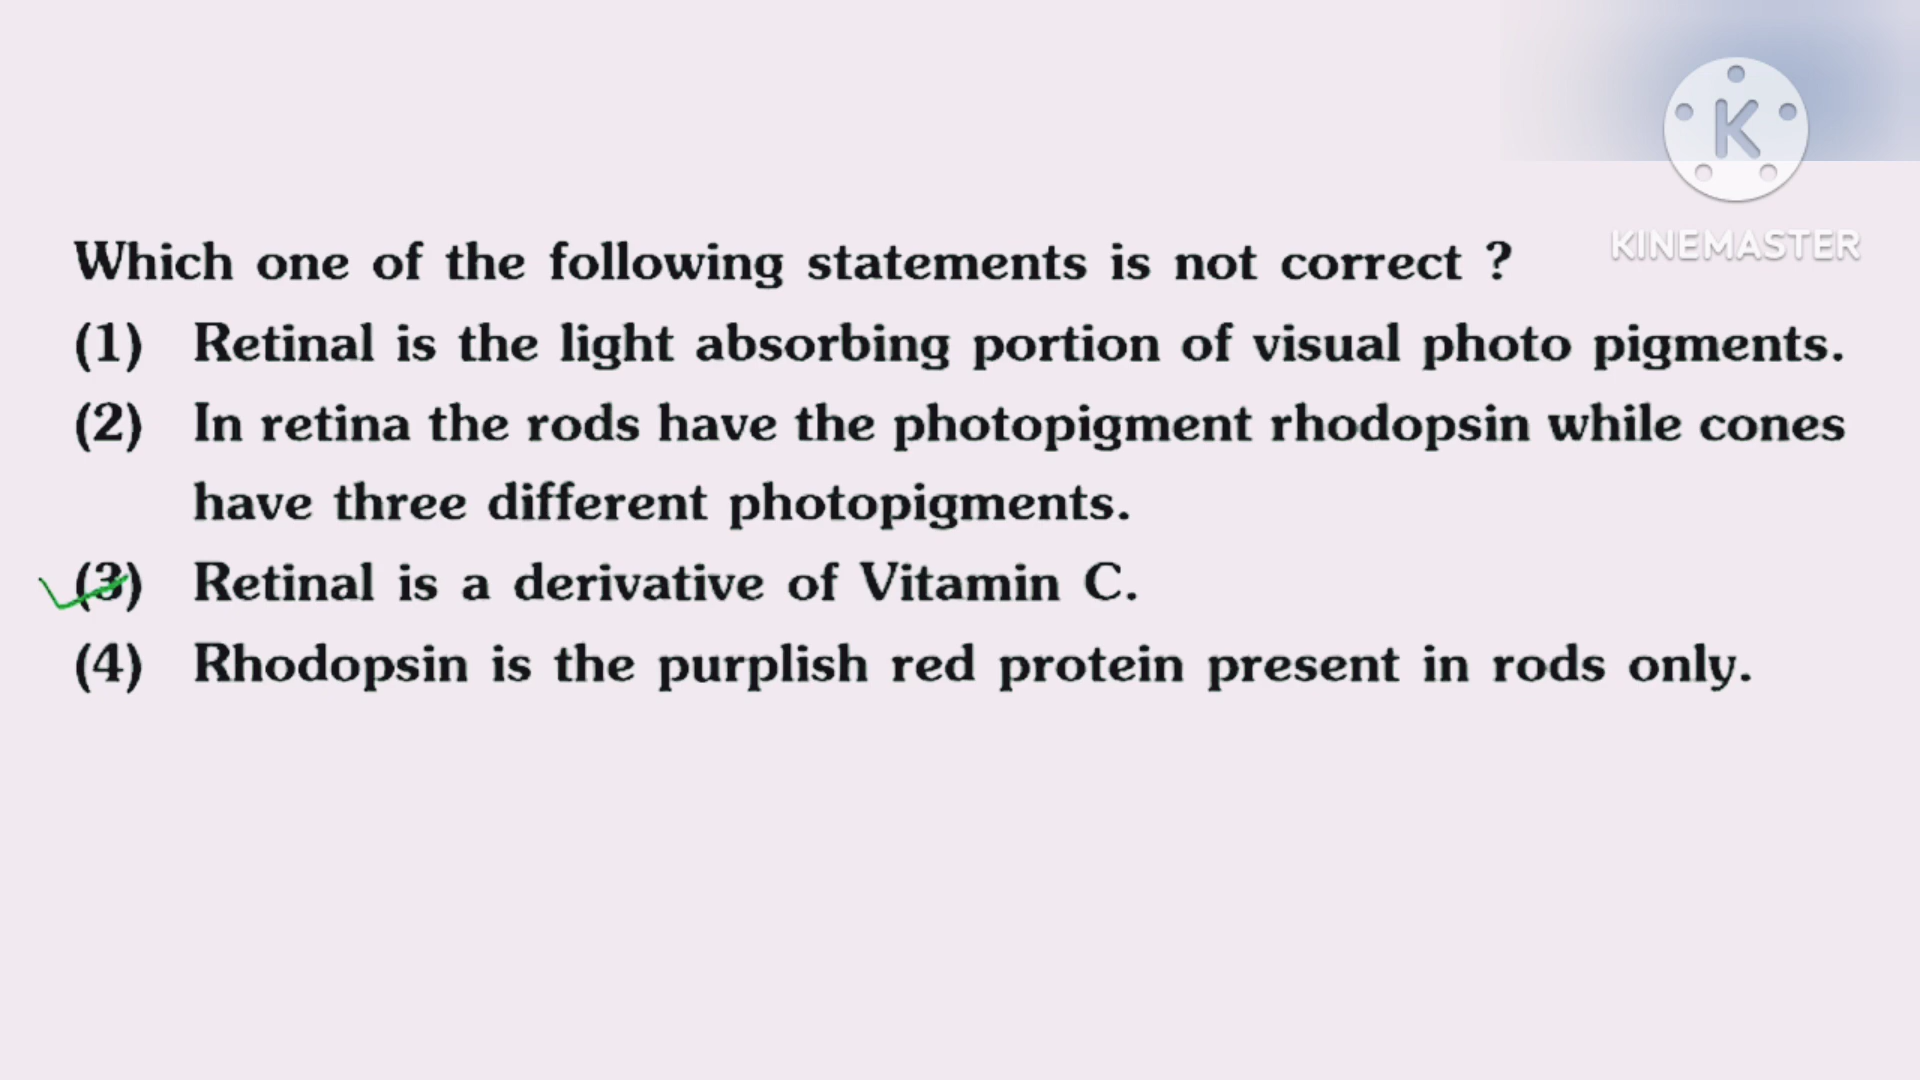 K
KINEMASTER
Which one of the following statements is not correct ?
(1) Retinal is the light absorbing portion of visual photo pigments.
(2) In retina the rods have the photopigment rhodopsin while cones
have three different photopigments.
(3) Retinal is a derivative of Vitamin C.
(4) Rhodopsin is the purplish red protein present in rods only.